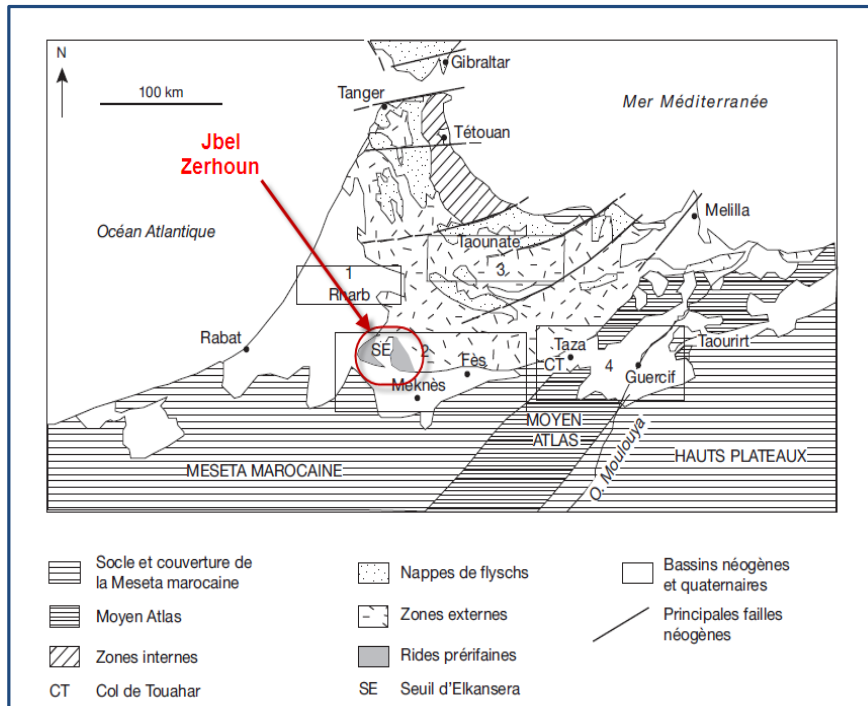 N
100 km
Gibraltar
Tanger
Mer Méditerranée
Jbel
Zerhoun
Tétouan
Océan Atlantique
Melilla
Taounate
1
3
Rharb
Rabat
SE
2
Fès
Taza
CT
4
Taourirt
Guercif
Meknès
MOYEN
ATLAS
O. Moulouya
MESETA MAROCAINE
HAUTS PLATEAUX
Socle et couverture de
la Meseta marocaine
Nappes de flyschs
Bassins néogènes
et quaternaires
Moyen Atlas
Zones externes
Principales failles
néogènes
Zones internes
Rides prérifaines
CT Col de Touahar
SE Seuil d'Elkansera